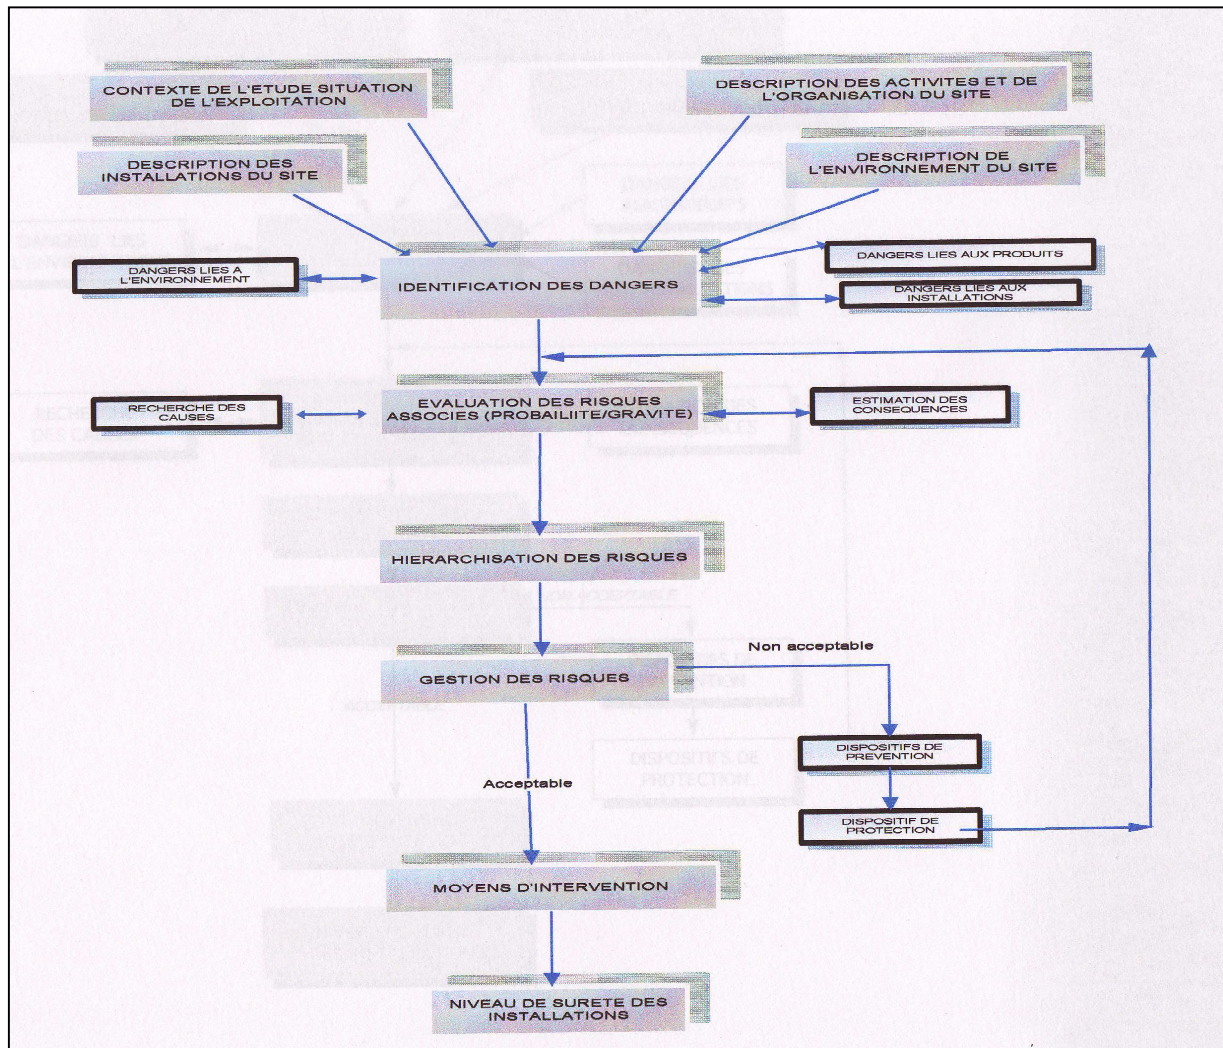 CONTEXTE DE L'ETUDE SITUATION
DE L'EXPLOITATION
DESCRIPTION DES ACTIVITES ET DE
L'ORGANISATION DU SITE
DESCRIPTION DES
INSTALLATIONS DU SITE
DESCRIPTION DE
L'ENVIRONNEMENT DU SITE
DANGERS LIES A
L'ENVIRONNEMENT
IDENTIFICATION DES DANGERS
DANGERS LIES AUX PRODUITS
DANGERS LIES AUX
INSTALLATIONS
RECHERCHE DES
CAUSES
EVALUATION DES RISQUES
ASSOCIES (PROBAILIITE/GRAVITE)
ESTIMATION DES
CONSEQUENCES
HIERARCHISATION DES RISQUES
GESTION DES RISQUES
Non acceptable
DISPOSITIFS DE
PREVENTION
Acceptable
DISPOSITIF DE
PROTECTION
MOYENS D'INTERVENTION
NIVEAU DE SURETE DES
INSTALLATIONS